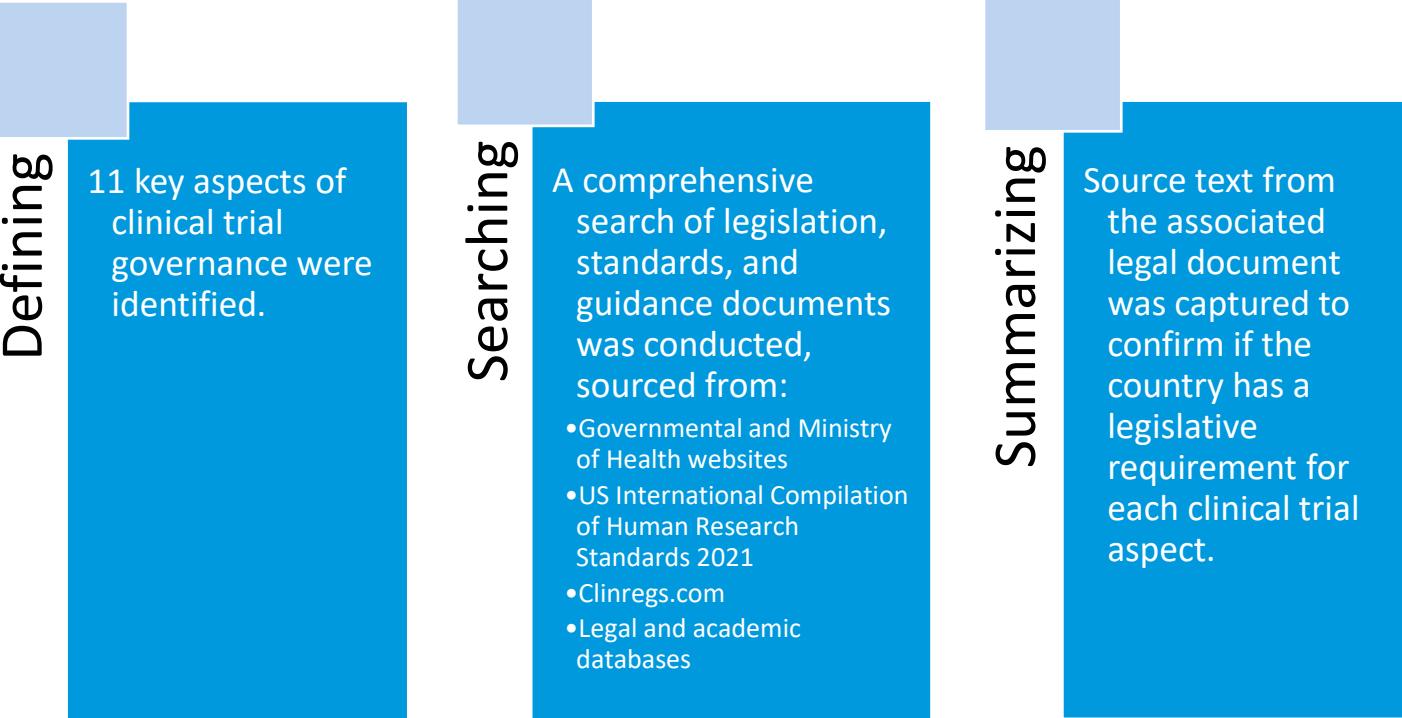 Defining
11 key aspects of
clinical trial
governance were
identified.
Searching
A comprehensive
search of legislation,
standards, and
guidance documents
was conducted,
sourced from:
•Governmental and Ministry
of Health websites
•US International Compilation
of Human Research
Standards 2021
•Clinregs.com
•Legal and academic
databases
Summarizing
Source text from
the associated
legal document
was captured to
confirm if the
country has a
legislative
requirement for
each clinical trial
aspect.